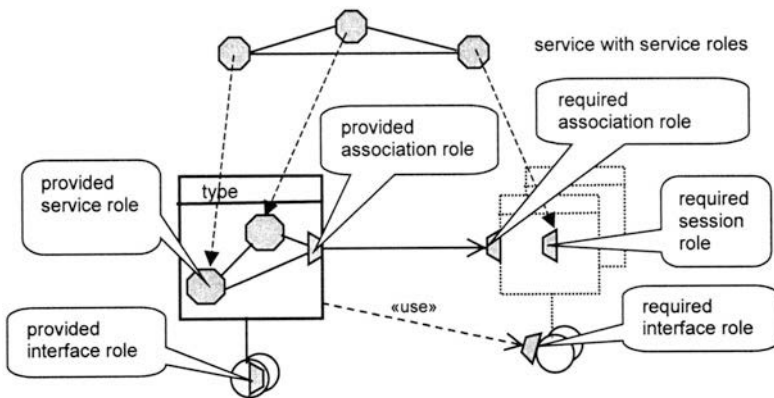 service with service roles
required
association role
provided
association role
provided
service role
type
required
session
role
«use»
provided
interface role
required
interface role